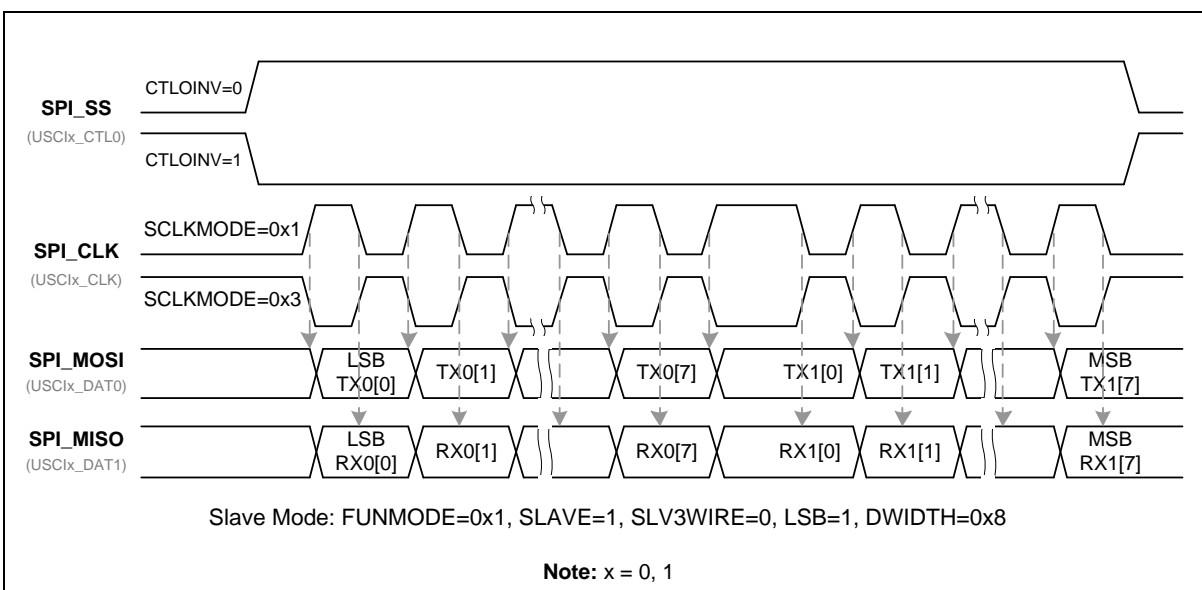 CTLOINV=0
SPI_SS
(USCIx_CTL0)
CTLOINV=1
SCLKMODE=0x1
SPI_CLK
(USCIx_CLK)
SCLKMODE=0x3
SPI_MOSI
(USCIx_DAT0)
LSB
TX0[0]
TX0[1]
TX0[7]
TX1[0]
TX1[1]
MSB
TX1[7]
SPI_MISO
(USCIx_DAT1)
LSB
RX0[0]
RX0[1]
RX0[7]
RX1[0]
RX1[1]
MSB
RX1[7]
Slave Mode: FUNMODE=0x1, SLAVE=1, SLV3WIRE=0, LSB=1, DWIDTH=0x8
Note: x = 0, 1